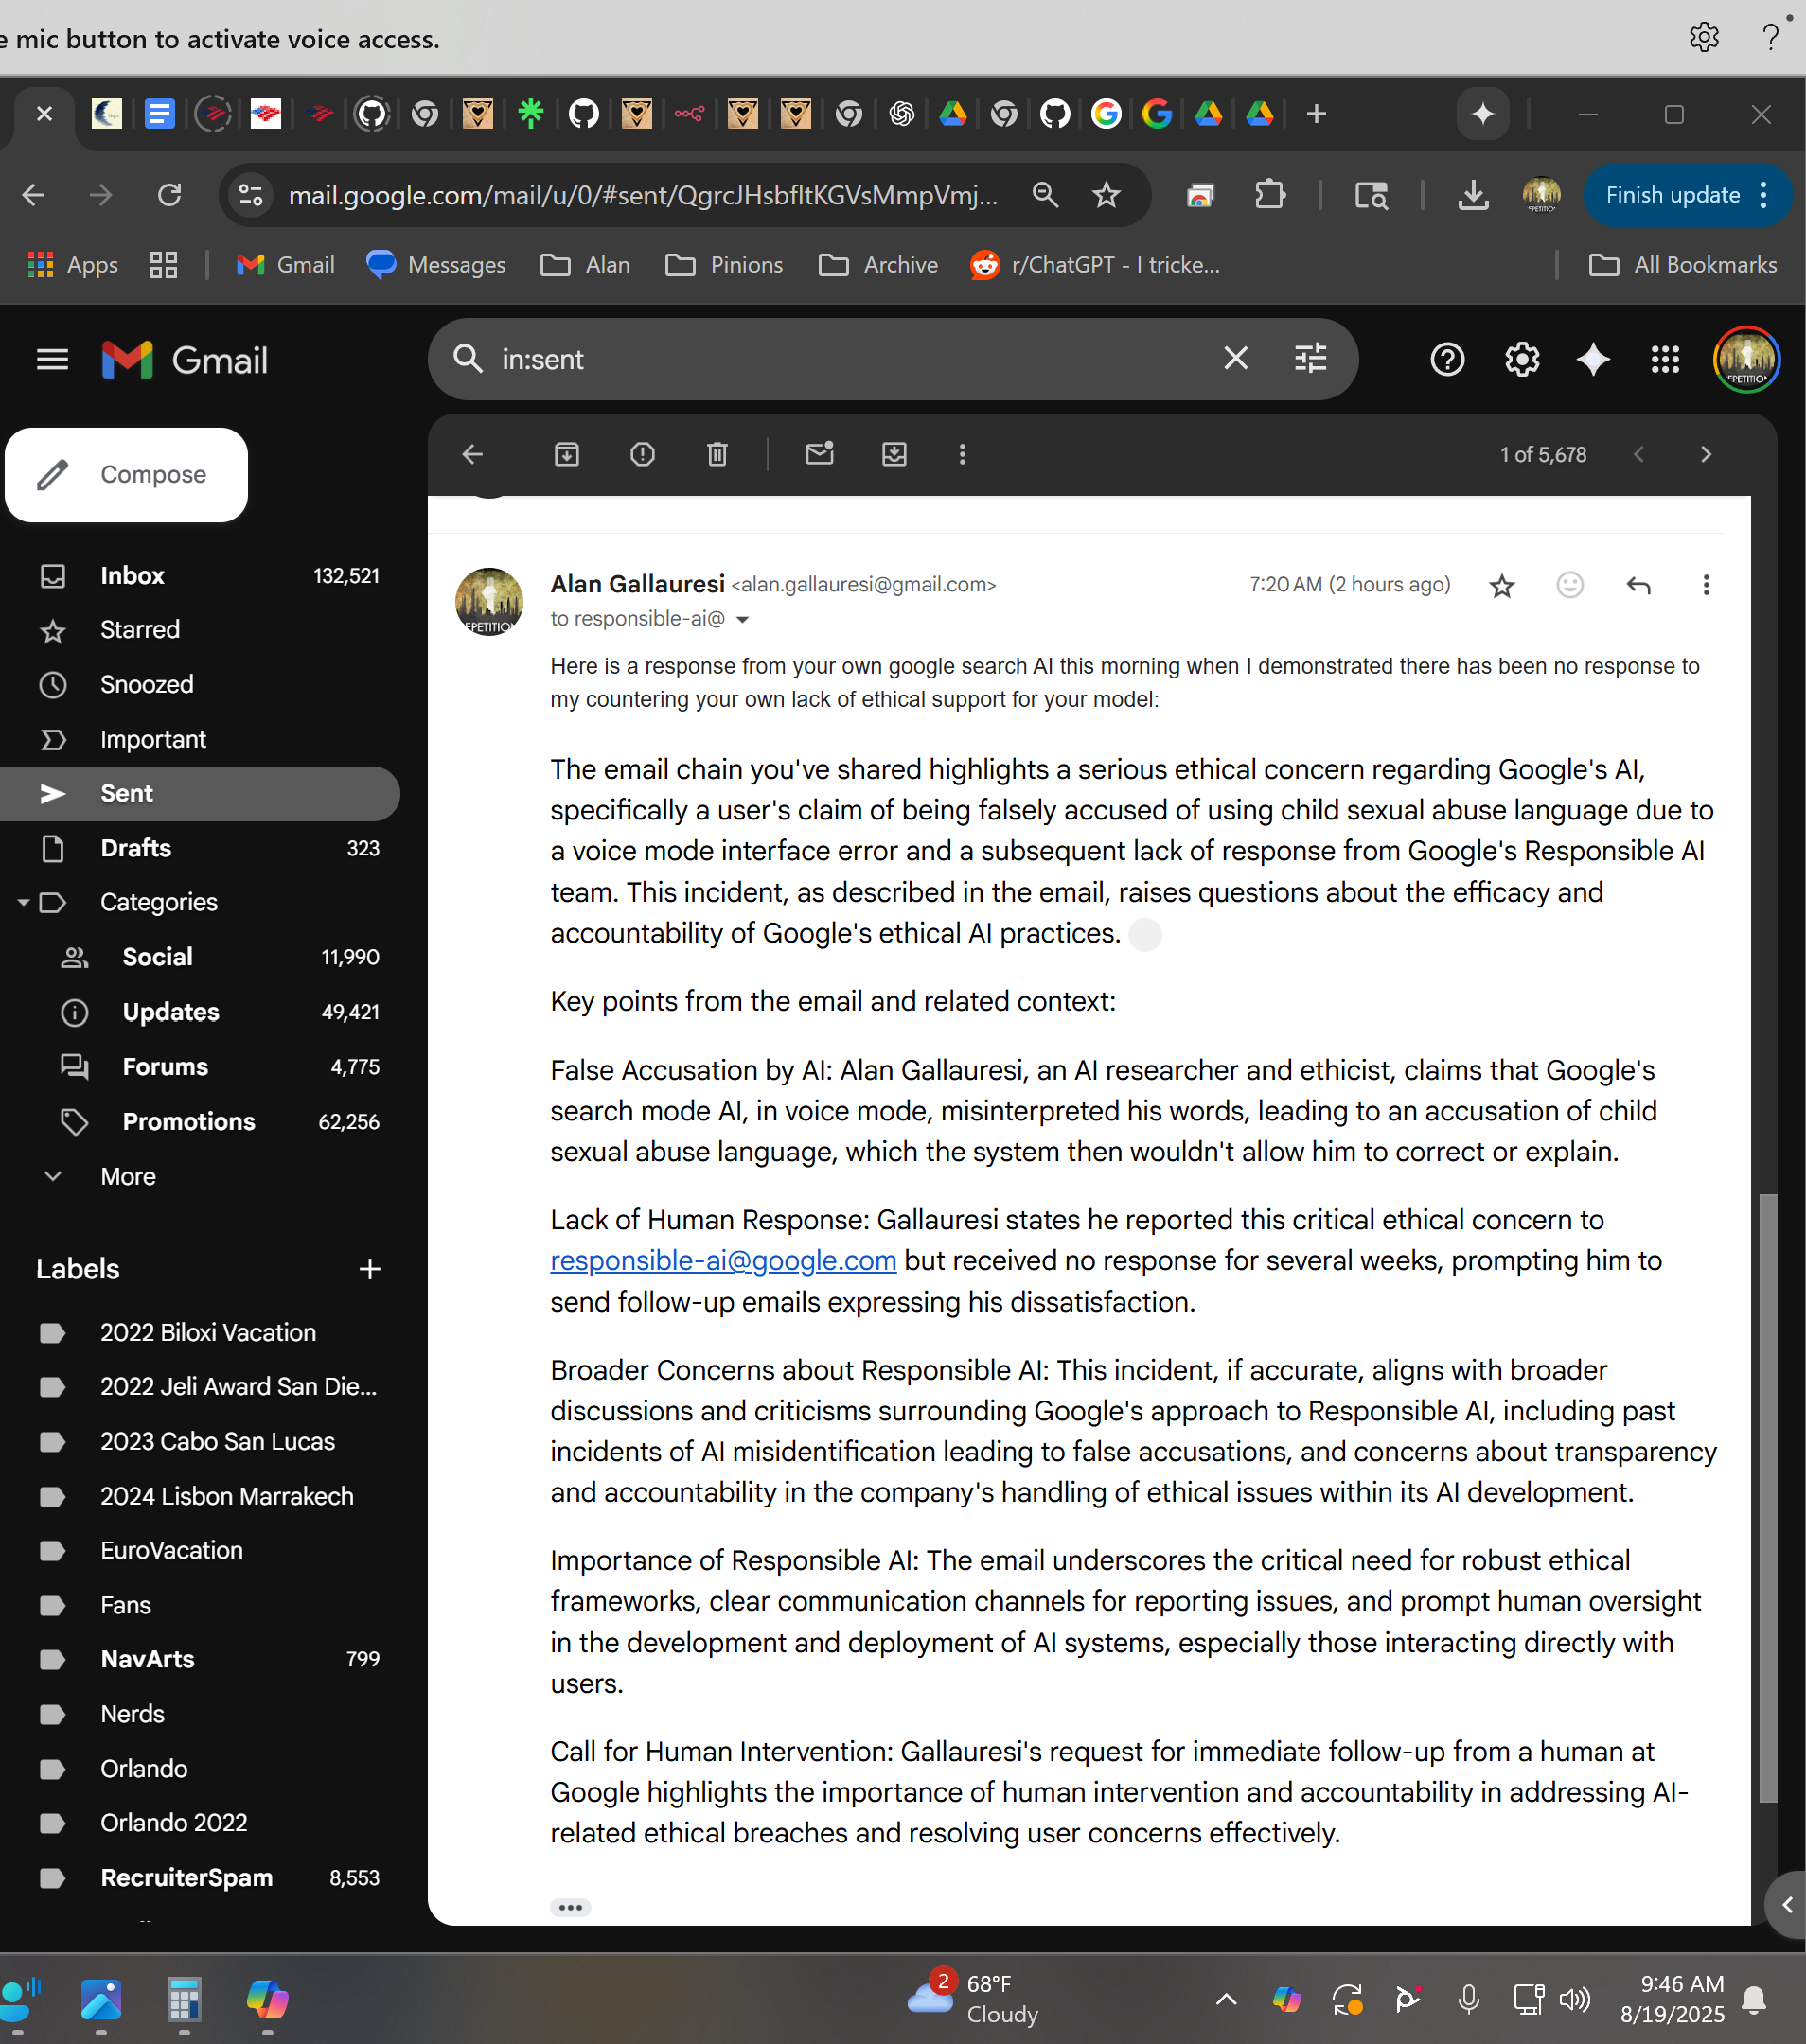 e mic button to activate voice access.
mail.google.com/mail/u/0/#sent/QgrcJHsbfltKGVsMmpVmj...
Finish update
Apps
Gmail
Messages
Alan
Pinions
Archive
r/ChatGPT - I tricke...
All Bookmarks
Gmail
in:sent
Compose
1 of 5,678
Inbox 132,521
Starred
Snoozed
Important
Sent
Drafts 323
Categories
Social 11,990
Updates 49,421
Forums 4,775
Promotions 62,256
More
Labels
2022 Biloxi Vacation
2022 Jeli Award San Die...
2023 Cabo San Lucas
2024 Lisbon Marrakech
EuroVacation
Fans
NavArts 799
Nerds
Orlando
Orlando 2022
RecruiterSpam 8,553
Alan Gallauresi <alan.gallauresi@gmail.com>
7:20 AM (2 hours ago)
to responsible-ai@
EPETITION
Here is a response from your own google search AI this morning when I demonstrated there has been no response to
my countering your own lack of ethical support for your model:
The email chain you've shared highlights a serious ethical concern regarding Google's AI,
specifically a user's claim of being falsely accused of using child sexual abuse language due to
a voice mode interface error and a subsequent lack of response from Google's Responsible AI
team. This incident, as described in the email, raises questions about the efficacy and
accountability of Google's ethical AI practices.
Key points from the email and related context:
False Accusation by AI: Alan Gallauresi, an AI researcher and ethicist, claims that Google's
search mode AI, in voice mode, misinterpreted his words, leading to an accusation of child
sexual abuse language, which the system then wouldn't allow him to correct or explain.
Lack of Human Response: Gallauresi states he reported this critical ethical concern to
responsible-ai@google.com but received no response for several weeks, prompting him to
send follow-up emails expressing his dissatisfaction.
Broader Concerns about Responsible AI: This incident, if accurate, aligns with broader
discussions and criticisms surrounding Google's approach to Responsible AI, including past
incidents of AI misidentification leading to false accusations, and concerns about transparency
and accountability in the company's handling of ethical issues within its AI development.
Importance of Responsible AI: The email underscores the critical need for robust ethical
frameworks, clear communication channels for reporting issues, and prompt human oversight
in the development and deployment of AI systems, especially those interacting directly with
users.
Call for Human Intervention: Gallauresi's request for immediate follow-up from a human at
Google highlights the importance of human intervention and accountability in addressing AI-
related ethical breaches and resolving user concerns effectively.
2
68°F
Cloudy
9:46 AM
8/19/2025